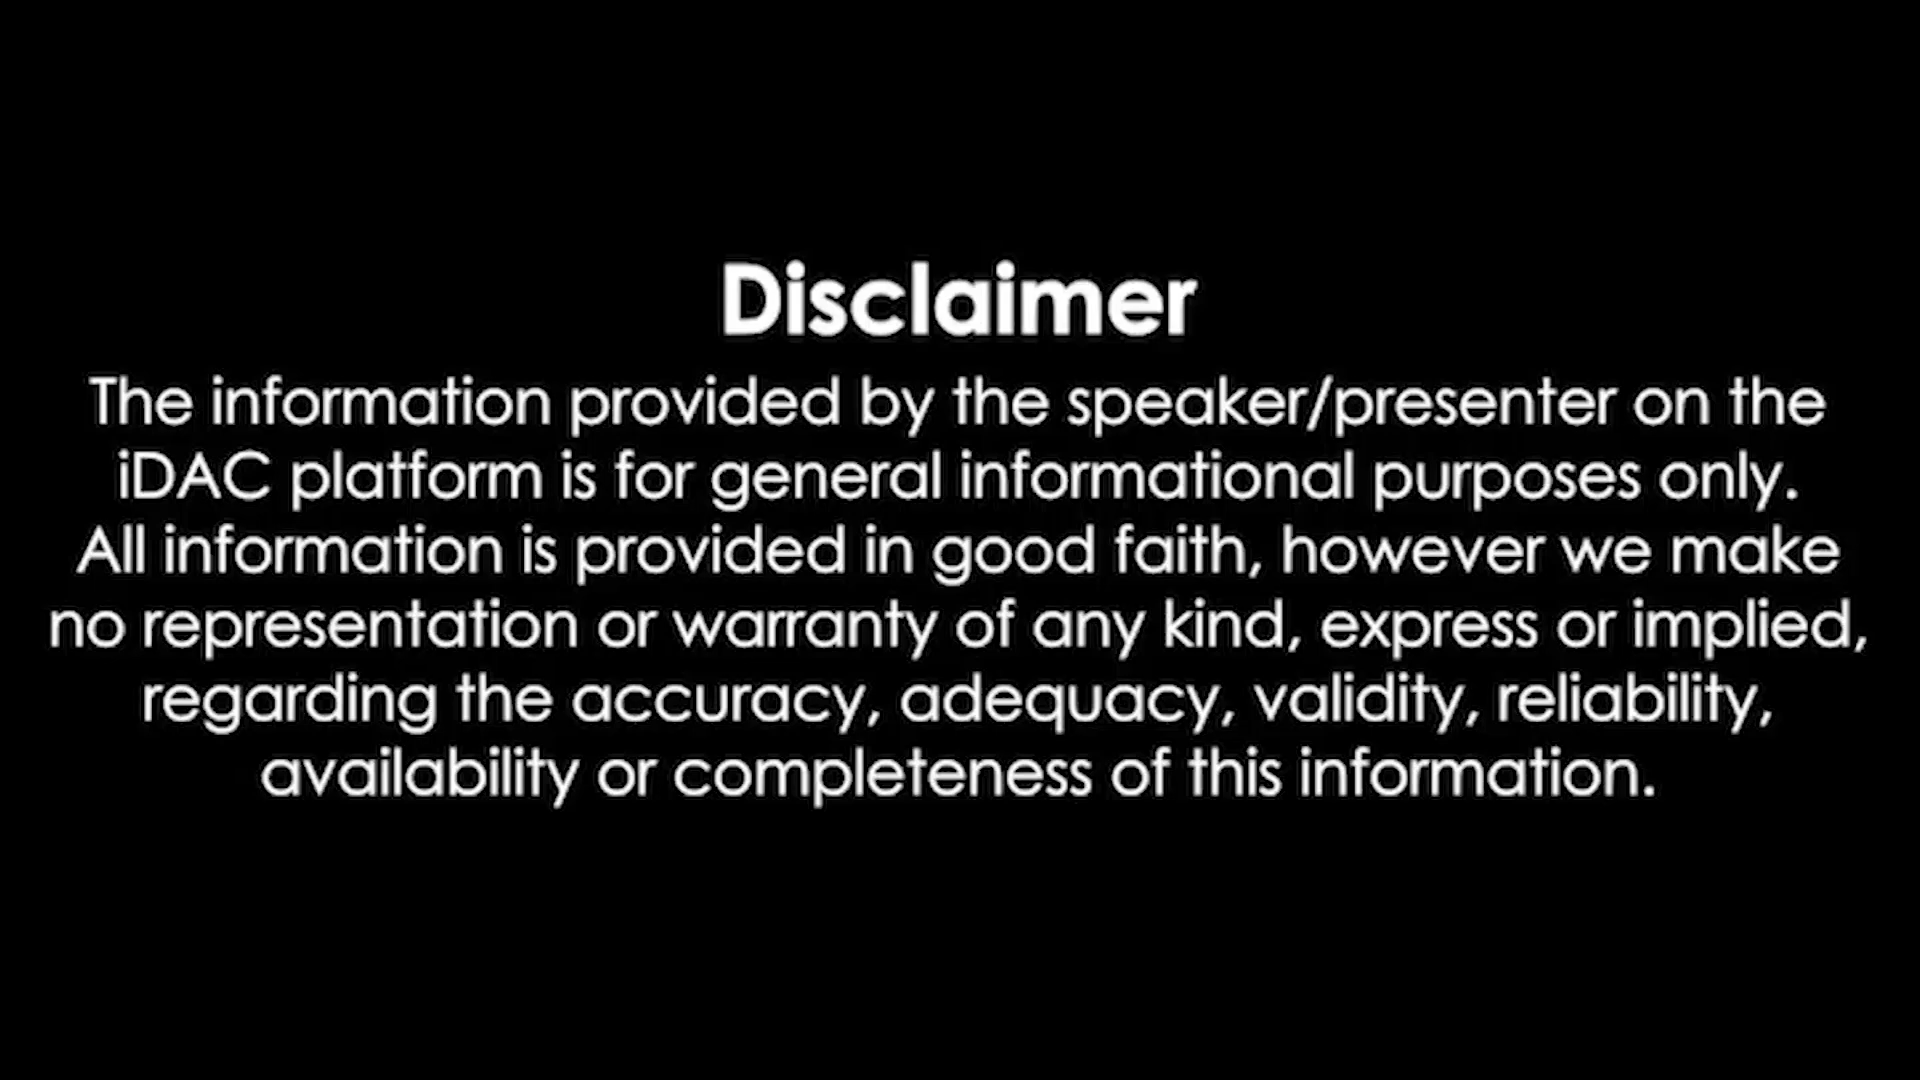 Disclaimer
The information provided by the speaker/presenter on the
iDAC platform is for general informational purposes only.
All information is provided in good faith, however we make
no representation or warranty of any kind, express or implied,
regarding the accuracy, adequacy, validity, reliability,
availability or completeness of this information.